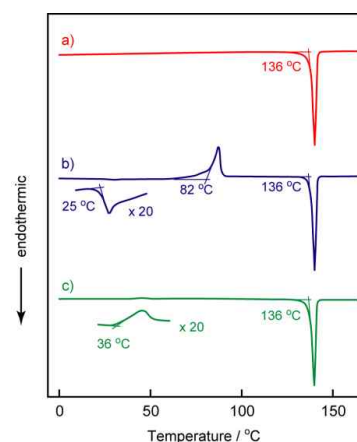 a)
136 °C
b)
82 °C
136 °C
25 °C
x 20
c)
136 °C
36 °C
x 20
endothermic
0
50
100
150
Temperature / °C